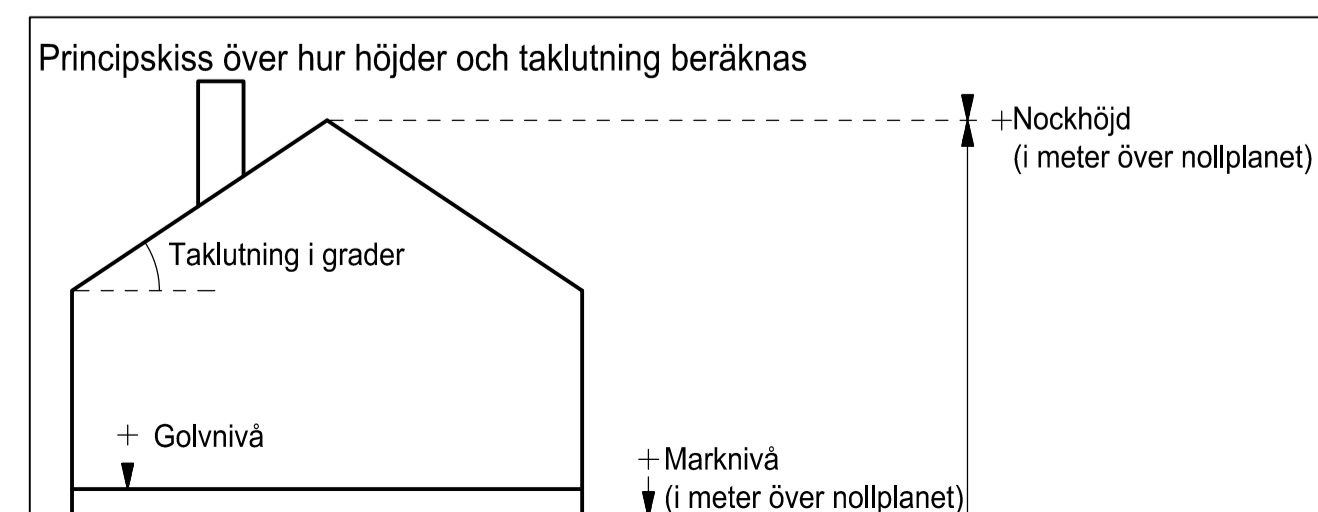 Principskiss över hur höjder och taklutning beräknas
+Nockhöjd
(i meter över nollplanet)
Taklutning i grader
+ Golvnivå
+Marknivå
(i meter över nollplanet)